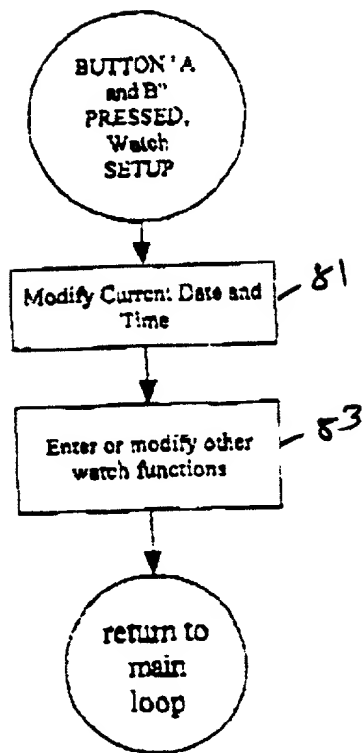 BUTTON "A
and B"
PRESSED,
Watch
SETUP
Modify Current Date and
Time
81
Enter or modify other
watch functions
83
return to
main
loop